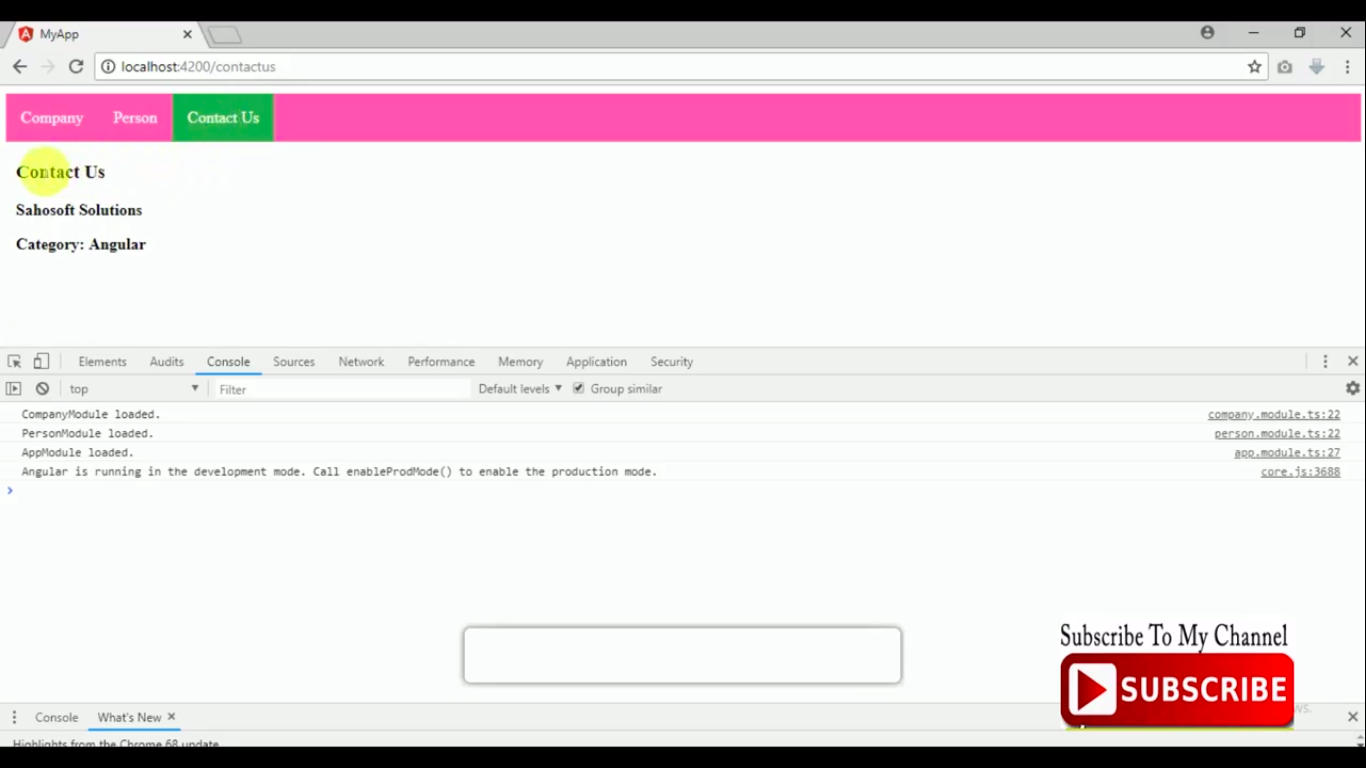 MyApp
localhost:4200/contactus
Company Person Contact Us
Contact Us
Sahosoft Solutions
Category: Angular
Elements Audits Console Sources Network Performance Memory Application Security
top Filter Default levels Group similar
CompanyModule loaded. company.module.ts:22
PersonModule loaded. person.module.ts:22
AppModule loaded. app.module.ts:27
Angular is running in the development mode. Call enableProdMode() to enable the production mode. core.js:3688
Subscribe To My Channel
SUBSCRIBE
Console What's New
Highlights from the Chrome 68 update